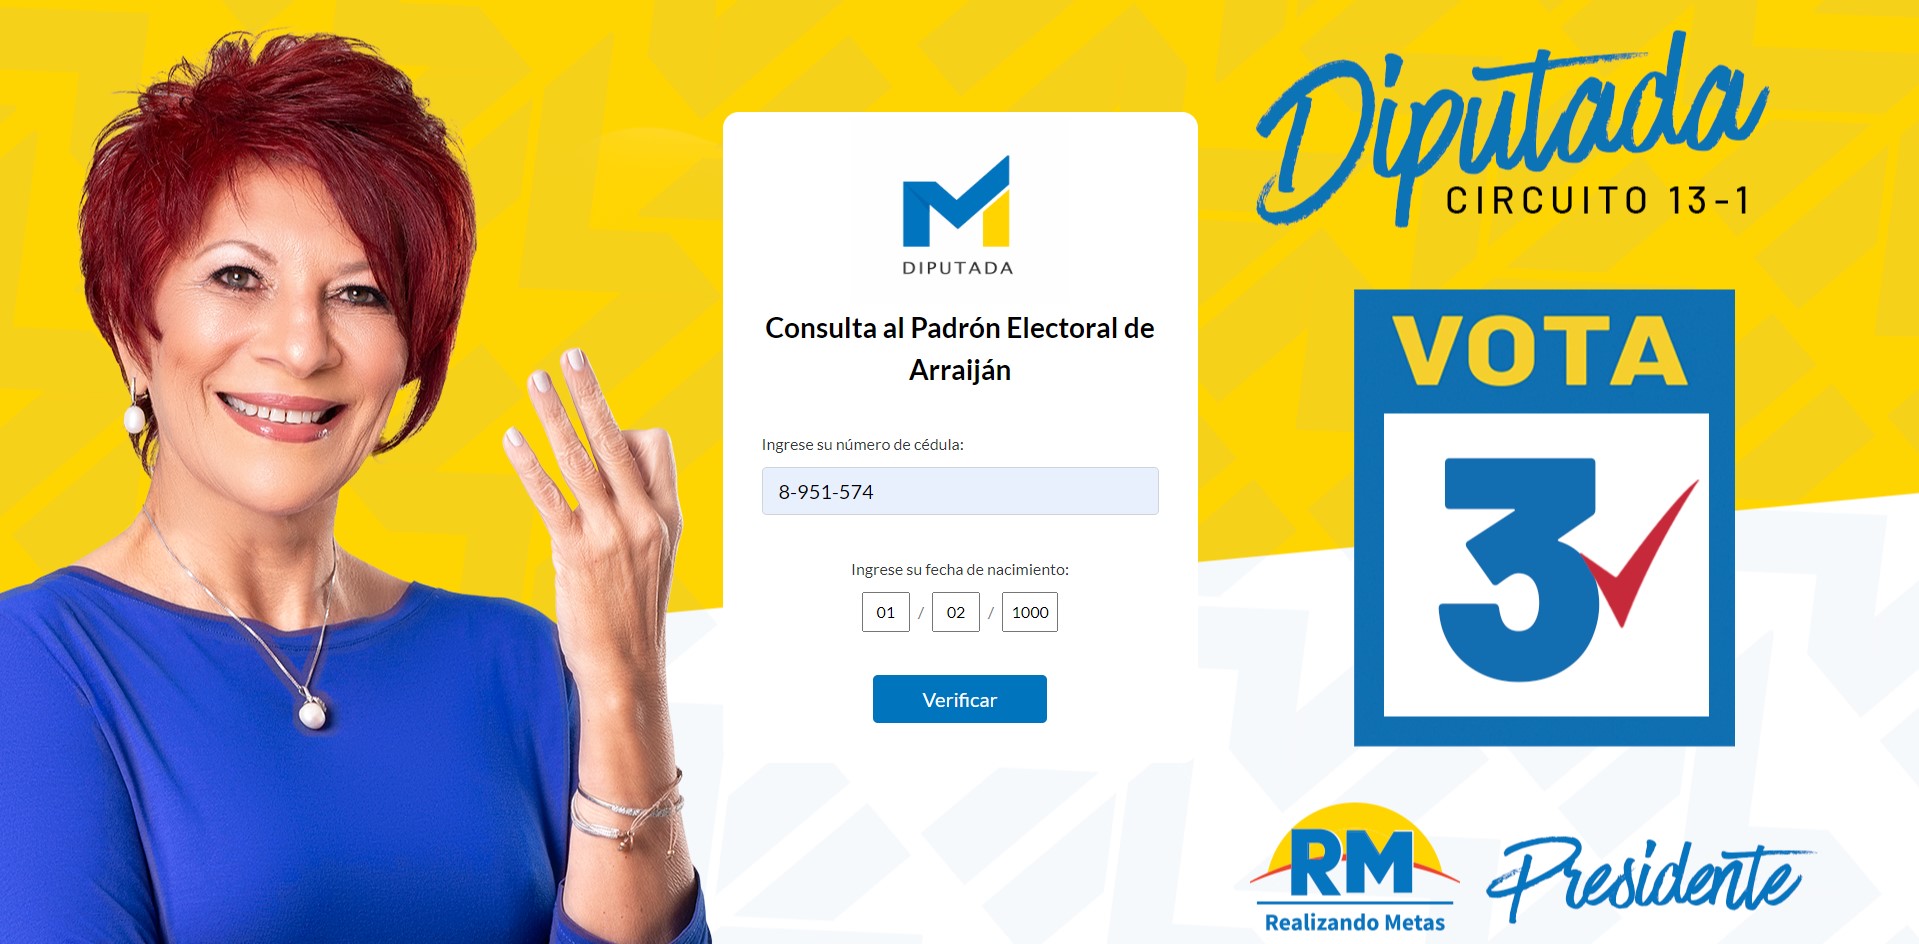 DIPUTADA
Consulta al Padrón Electoral de
Arraiján
Ingrese su número de cédula:
8-951-574
Ingrese su fecha de nacimiento:
01 / 02 / 1000
Verificar
Diputada
CIRCUITO 13-1
VOTA
3
RM
Realizando Metas
Presidente